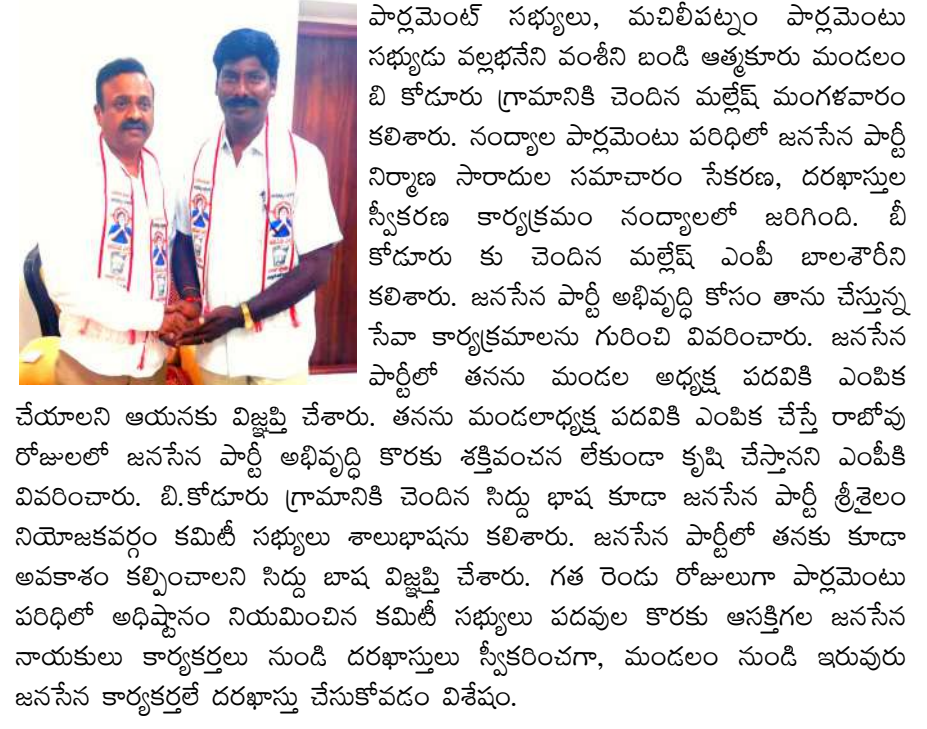 పార్లమెంట్ సభ్యులు, మచిలీపట్నం పార్లమెంటు
సభ్యుడు వల్లభనేని వంశీని బండి ఆత్మకూరు మండలం
బి కోడూరు గ్రామానికి చెందిన మల్లేష్ మంగళవారం
కలిశారు. నంద్యాల పార్లమెంటు పరిధిలో జనసేన పార్టీ
నిర్మాణ సారాదుల సమాచారం సేకరణ, దరఖాస్తుల
స్వీకరణ కార్యక్రమం నంద్యాలలో జరిగింది. బీ
కోడూరు కు చెందిన మల్లేష్ ఎంపీ బాలశౌరీని
కలిశారు. జనసేన పార్టీ అభివృద్ధి కోసం తాను చేస్తున్న
సేవా కార్యక్రమాలను గురించి వివరించారు. జనసేన
పార్టీలో తనను మండల అధ్యక్ష పదవికి ఎంపిక
చేయాలని ఆయనకు విజ్ఞప్తి చేశారు. తనను మండలాధ్యక్ష పదవికి ఎంపిక చేస్తే రాబోవు
రోజులలో జనసేన పార్టీ అభివృద్ధి కొరకు శక్తివంచన లేకుండా కృషి చేస్తానని ఎంపీకి
వివరించారు. బి.కోడూరు గ్రామానికి చెందిన సిద్దు భాష కూడా జనసేన పార్టీ శ్రీశైలం
నియోజకవర్గం కమిటీ సభ్యులు శాలుభాషను కలిశారు. జనసేన పార్టీలో తనకు కూడా
అవకాశం కల్పించాలని సిద్దు బాష విజ్ఞప్తి చేశారు. గత రెండు రోజులుగా పార్లమెంటు
పరిధిలో అధిష్టానం నియమించిన కమిటీ సభ్యులు పదవుల కొరకు ఆసక్తిగల జనసేన
నాయకులు కార్యకర్తలు నుండి దరఖాస్తులు స్వీకరించగా, మండలం నుండి ఇరువురు
జనసేన కార్యకర్తలే దరఖాస్తు చేసుకోవడం విశేషం.